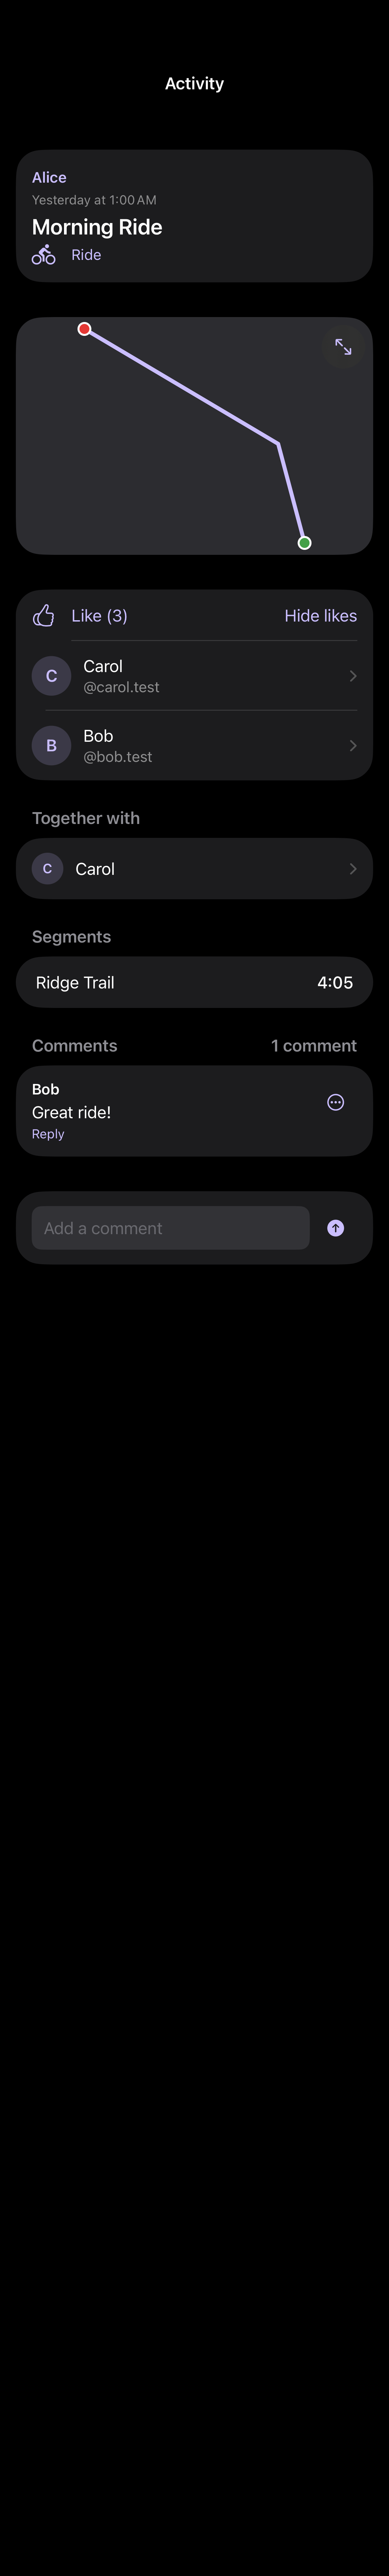 Activity
Alice
Yesterday at 1:00 AM
Morning Ride
Ride
Like (3)
Hide likes
C
Carol
@carol.test
B
Bob
@bob.test
Together with
C
Carol
Segments
Ridge Trail
4:05
Comments
1 comment
Bob
Great ride!
Reply
Add a comment